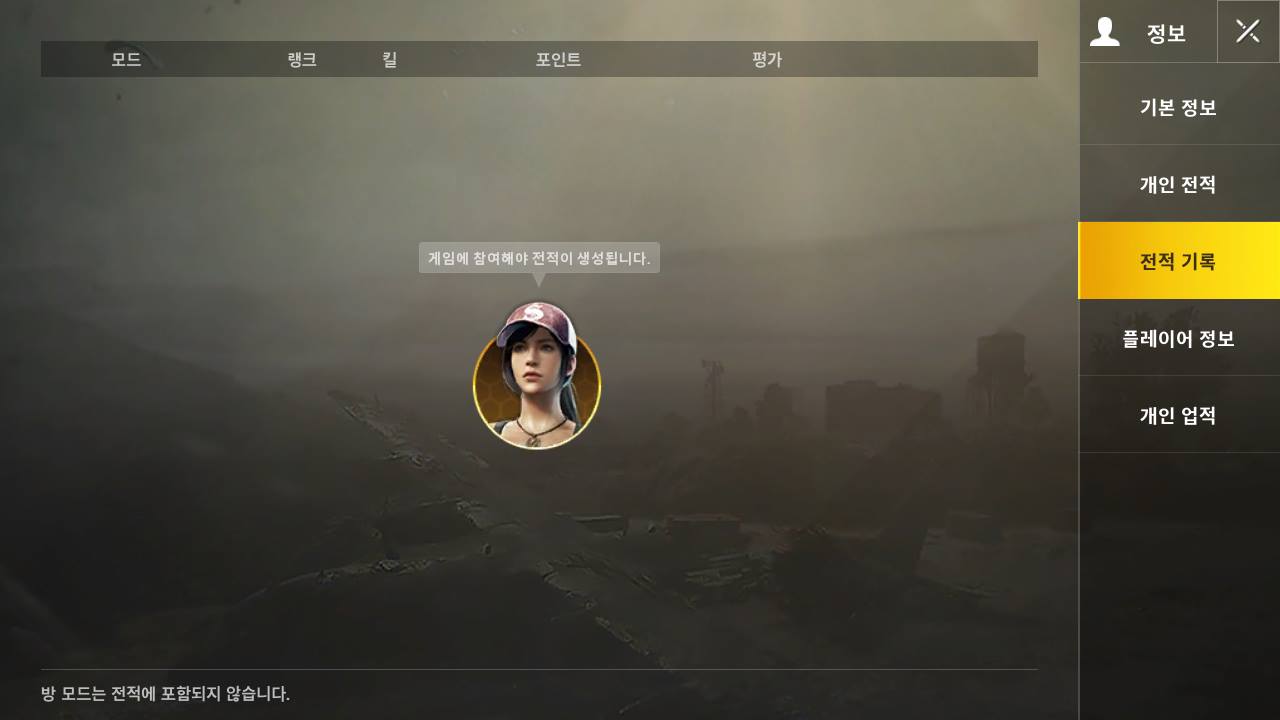 모드 랭크 킬 포인트 평가
정보
기본 정보
개인 전적
전적 기록
플레이어 정보
개인 업적
게임에 참여해야 전적이 생성됩니다.
방 모드는 전적에 포함되지 않습니다.